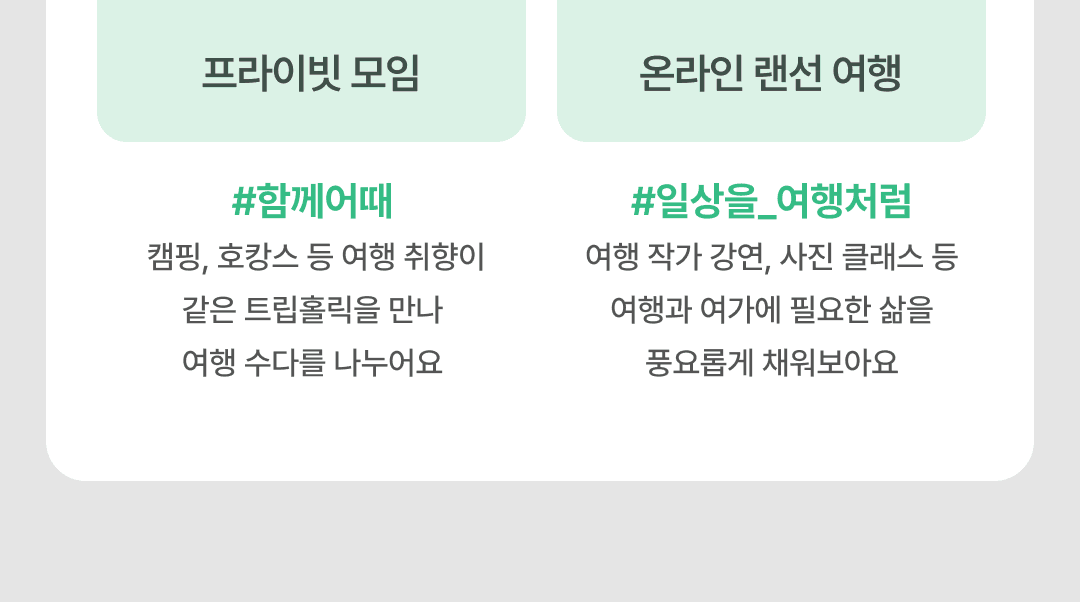 프라이빗 모임
#함께어때
캠핑, 호캉스 등 여행 취향이
같은 트립홀릭을 만나
여행 수다를 나누어요
온라인 랜선 여행
#일상을_여행처럼
여행 작가 강연, 사진 클래스 등
여행과 여가에 필요한 삶을
풍요롭게 채워보아요